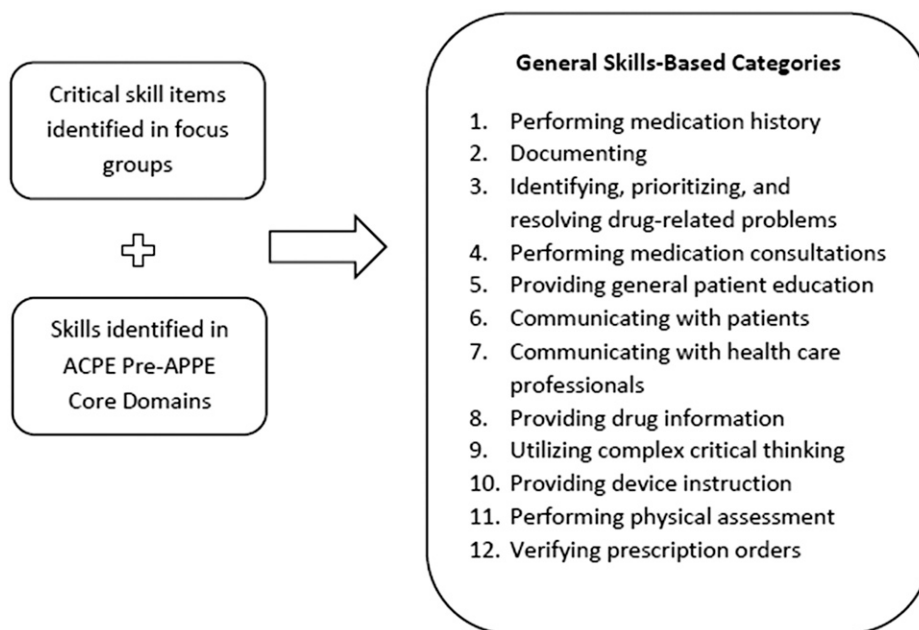 Critical skill items
identified in focus
groups
Skills identified in
ACPE Pre-APPE
Core Domains
General Skills-Based Categories
1. Performing medication history
2. Documenting
3. Identifying, prioritizing, and
resolving drug-related problems
4. Performing medication consultations
5. Providing general patient education
6. Communicating with patients
7. Communicating with health care
professionals
8. Providing drug information
9. Utilizing complex critical thinking
10. Providing device instruction
11. Performing physical assessment
12. Verifying prescription orders